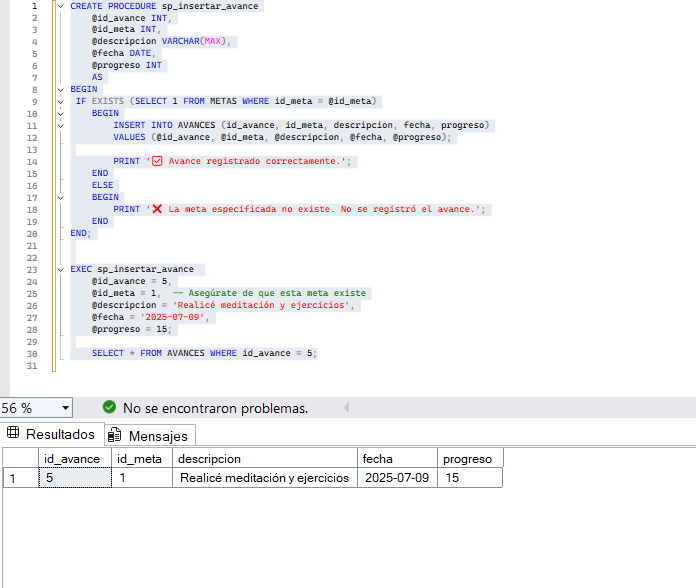 1 CREATE PROCEDURE sp_insertar_avance
2 @id_avance INT,
3 @id_meta INT,
4 @descripcion VARCHAR(MAX),
5 @fecha DATE,
6 @progreso INT
7 AS
8 BEGIN
9 IF EXISTS (SELECT 1 FROM METAS WHERE id_meta = @id_meta)
10 BEGIN
11 INSERT INTO AVANCES (id_avance, id_meta, descripcion, fecha, progreso)
12 VALUES (@id_avance, @id_meta, @descripcion, @fecha, @progreso);
13
14 PRINT '☑ Avance registrado correctamente.';
15 END
16 ELSE
17 BEGIN
18 PRINT '❌ La meta especificada no existe. No se registró el avance.';
19 END
20 END;
21
22
23 EXEC sp_insertar_avance
24 @id_avance = 5,
25 @id_meta = 1, -- Asegúrate de que esta meta existe
26 @descripcion = 'Realicé meditación y ejercicios',
27 @fecha = '2025-07-09',
28 @progreso = 15;
29
30 SELECT * FROM AVANCES WHERE id_avance = 5;
31
56 % No se encontraron problemas.
Resultados Mensajes
id_avance id_meta descripcion fecha progreso
1 5 1 Realicé meditación y ejercicios 2025-07-09 15